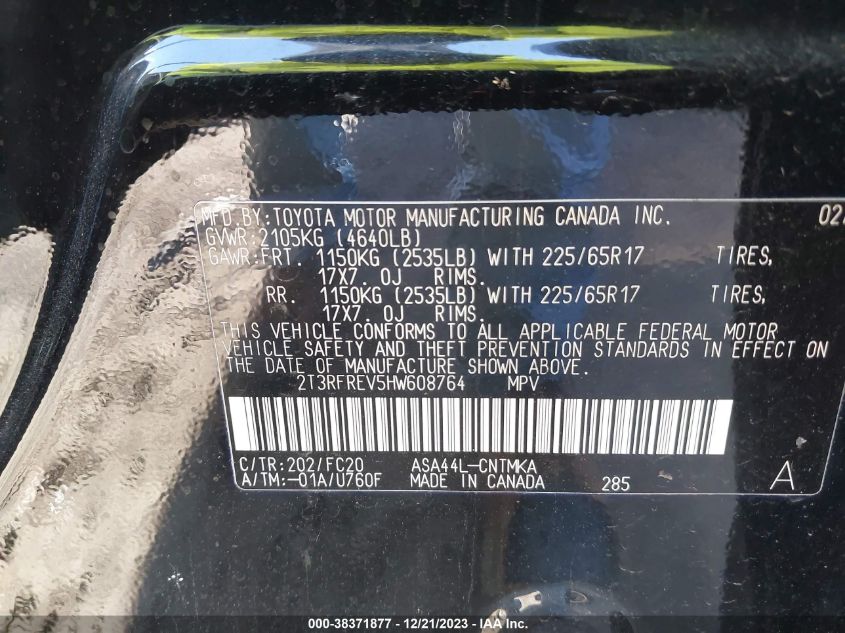 MFD.BY:TOYOTA MOTOR MANUFACTURING CANADA INC. 02
GVWR:2105KG (4640LB)
GAWR:FRT. 1150KG (2535LB) WITH 225/65R17 TIRES,
17X7. 0J RIMS.
RR. 1150KG (2535LB) WITH 225/65R17 TIRES,
17X7. 0J RIMS.
THIS VEHICLE CONFORMS TO ALL APPLICABLE FEDERAL MOTOR
VEHICLE SAFETY AND THEFT PREVENTION STANDARDS IN EFFECT ON
THE DATE OF MANUFACTURE SHOWN ABOVE.
2T3RFREV5HW608764 MPV
C/TR:202/FC20 ASA44L-CNTMKA
A/TM:-01A/U760F MADE IN CANADA 285 A
000-38371877 - 12/21/2023 - IAA Inc.